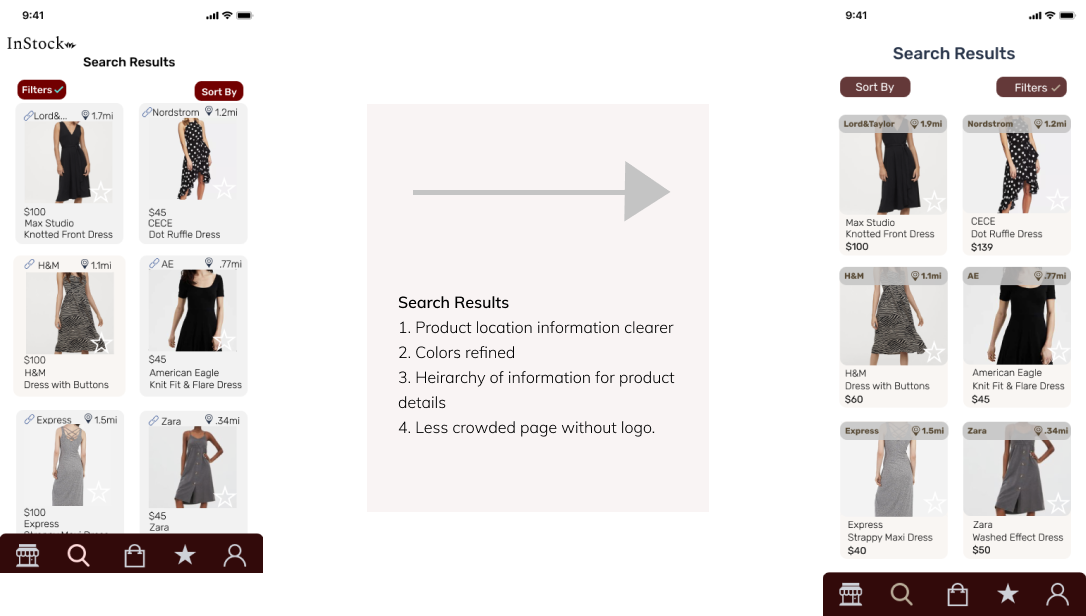 9:41
InStock
Search Results
Filters
Sort By
Lord&... 1.7mi
Nordstrom 1.2mi
$100
Max Studio
Knotted Front Dress
$45
CECE
Dot Ruffle Dress
H&M 1.1mi
AE .77mi
$100
H&M
Dress with Buttons
$45
American Eagle
Knit Fit & Flare Dress
Express 1.5mi
Zara .34mi
$100
Express
Strappy Maxi Dress
$45
Zara
Search Results
1. Product location information clearer
2. Colors refined
3. Heirarchy of information for product
details
4. Less crowded page without logo.
9:41
Search Results
Sort By
Filters
Lord&Taylor 1.9mi
Nordstrom 1.2mi
Max Studio
Knotted Front Dress
$100
CECE
Dot Ruffle Dress
$139
H&M 1.1mi
AE .77mi
H&M
Dress with Buttons
$60
American Eagle
Knit Fit & Flare Dress
$45
Express 1.5mi
Zara .34mi
Express
Strappy Maxi Dress
$40
Zara
Washed Effect Dress
$50